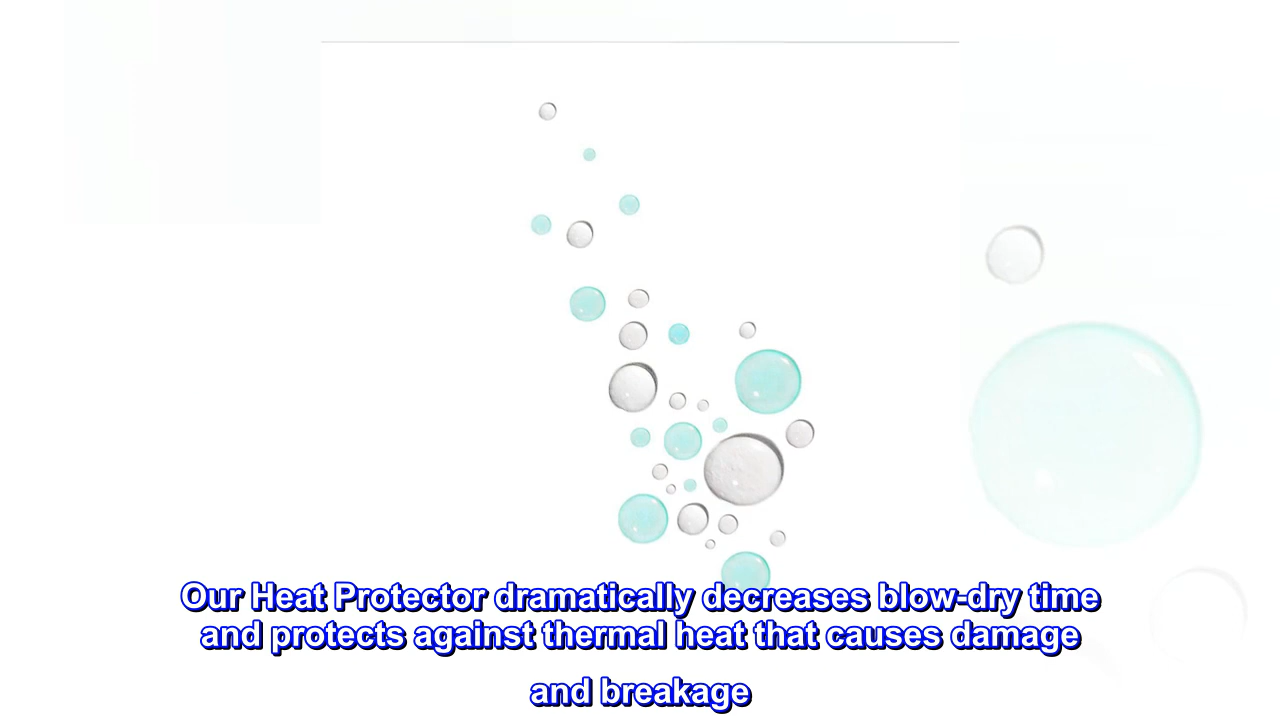 Our Heat Protector dramatically decreases blow-dry time
and protects against thermal heat that causes damage
and breakage